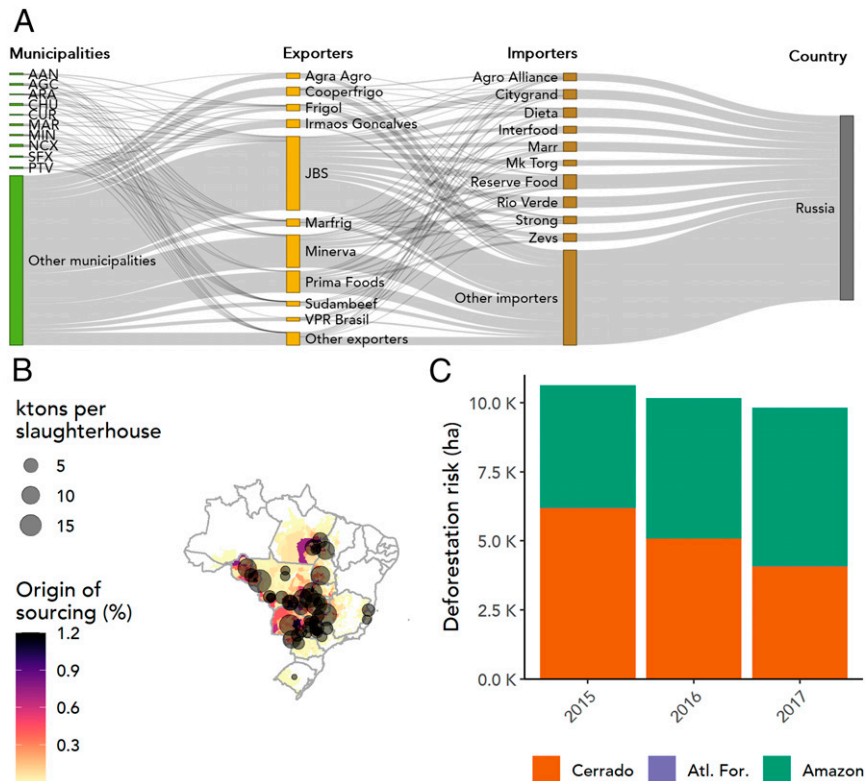 A
Municipalities
Exporters
Importers
Country
AAN
AGC
ARA
CHU
CUR
MAR
MIN
NCX
SFX
PTV
Other municipalities
Agra Agro
Cooperfrigo
Frigol
Irmaos Goncalves
JBS
Marfrig
Minerva
Prima Foods
Sudambeef
VPR Brasil
Other exporters
Agro Alliance
Citygrand
Dieta
Interfood
Marr
Mk Torg
Reserve Food
Rio Verde
Strong
Zevs
Other importers
Russia
B
ktons per
slaughterhouse
5
10
15
Origin of
sourcing (%)
1.2
0.9
0.6
0.3
C
Deforestation risk (ha)
10.0 K
7.5 K
5.0 K
2.5 K
0.0 K
2015
2016
2017
Cerrado
Atl. For.
Amazon